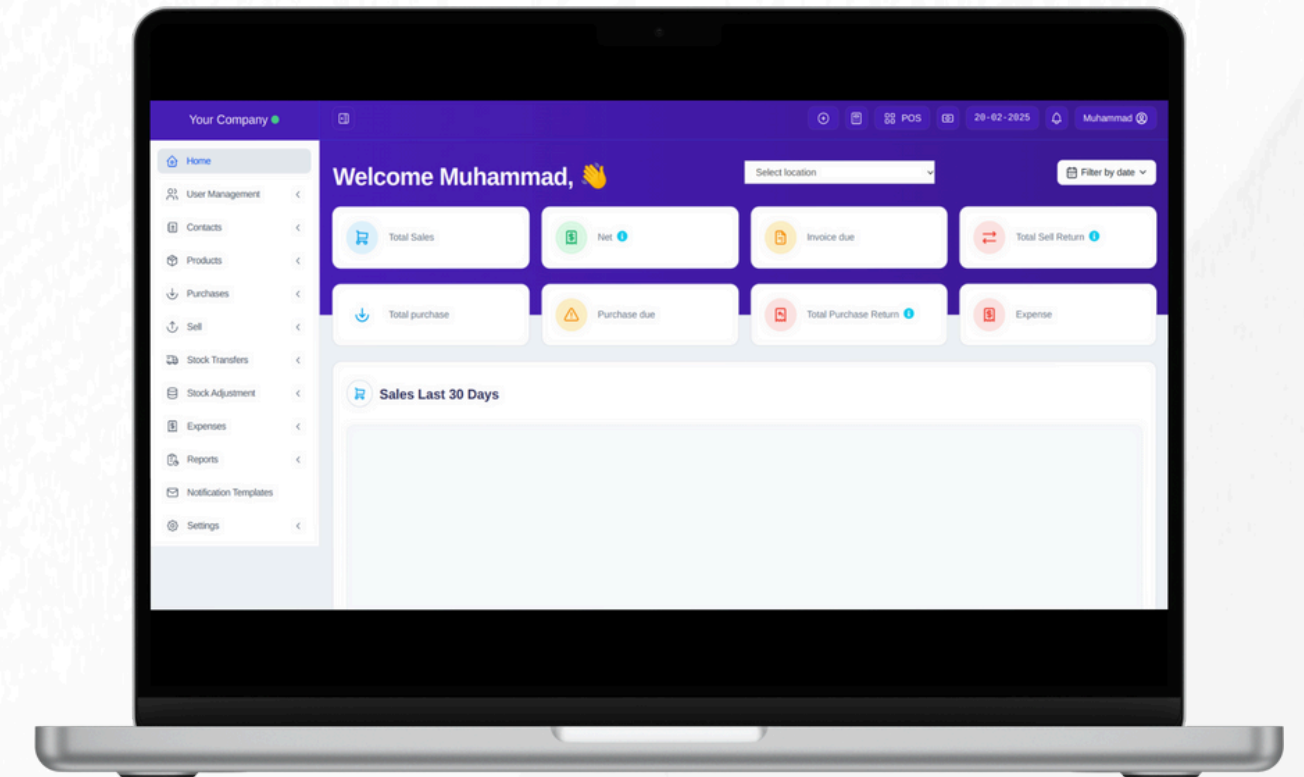 Your Company
POS
20-02-2025
Muhammad
Home
User Management
Contacts
Products
Purchases
Sell
Stock Transfers
Stock Adjustment
Expenses
Reports
Notification Templates
Settings
Welcome Muhammad, 👋
Select location
Filter by date
Total Sales
Net
Invoice due
Total Sell Return
Total purchase
Purchase due
Total Purchase Return
Expense
Sales Last 30 Days